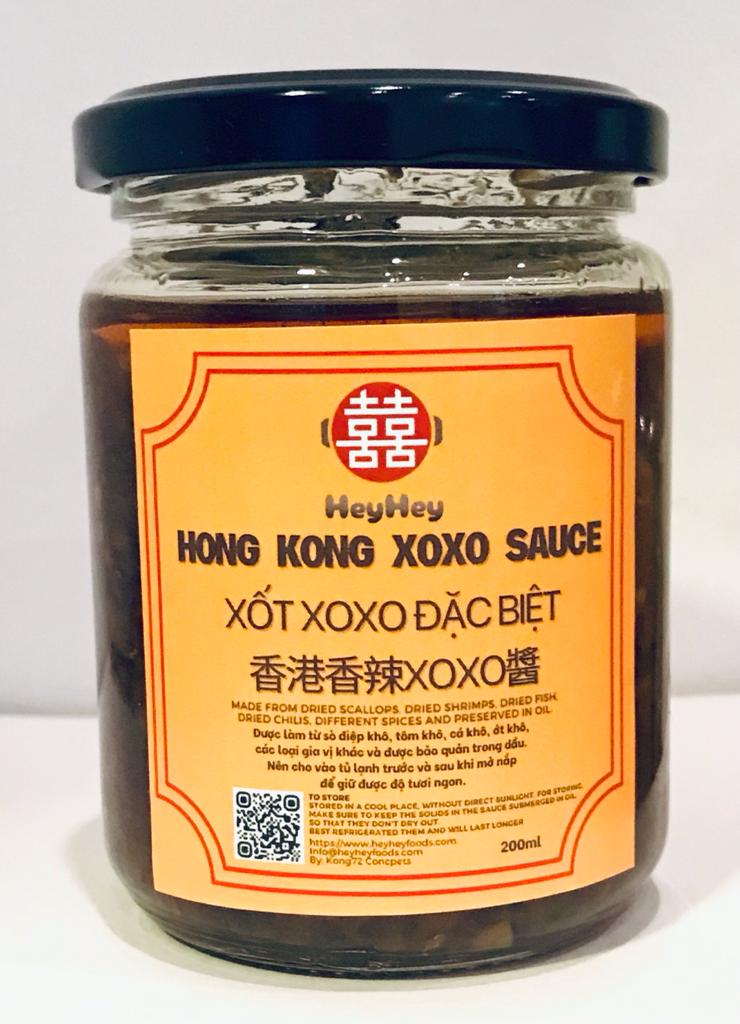 囍
HeyHey
HONG KONG XOXO SAUCE
XỐT XOXO ĐẶC BIỆT
香港香辣XOXO醬
MADE FROM DRIED SCALLOPS, DRIED SHRIMPS, DRIED FISH,
DRIED CHILIS, DIFFERENT SPICES AND PRESERVED IN OIL.
Được làm từ sò điệp khô, tôm khô, cá khô, ớt khô,
các loại gia vị khác và được bảo quản trong dầu.
Nên cho vào tủ lạnh trước và sau khi mở nắp
để giữ được độ tươi ngon.
TO STORE
STORED IN A COOL PLACE, WITHOUT DIRECT SUNLIGHT. FOR STORING,
MAKE SURE TO KEEP THE SOLIDS IN THE SAUCE SUBMERGED IN OIL
SO THAT THEY DON'T DRY OUT.
BEST REFRIGERATED THEM AND WILL LAST LONGER
https://www.heyheyfoods.com
Info@heyheyfoods.com
By: Kong72 Concpets
200ml